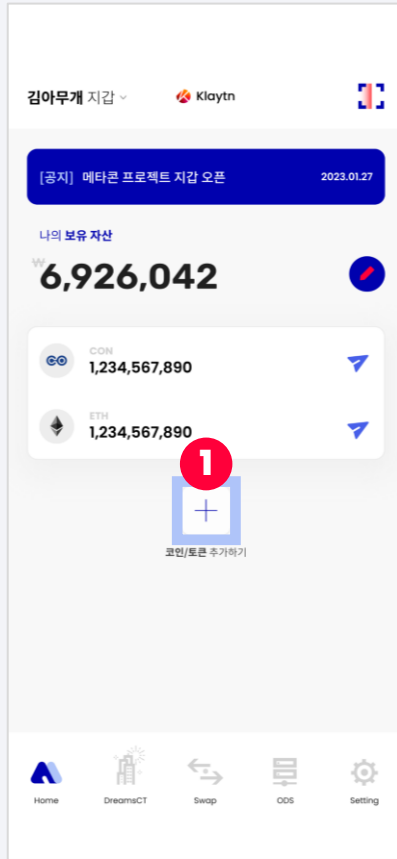 김아무개 지갑
Klaytn
[공지] 메타콘 프로젝트 지갑 오픈 2023.01.27
나의 보유 자산
₩6,926,042
CON
1,234,567,890
ETH
1,234,567,890
1
코인/토큰 추가하기
Home DreamsCT Swap ODS Setting